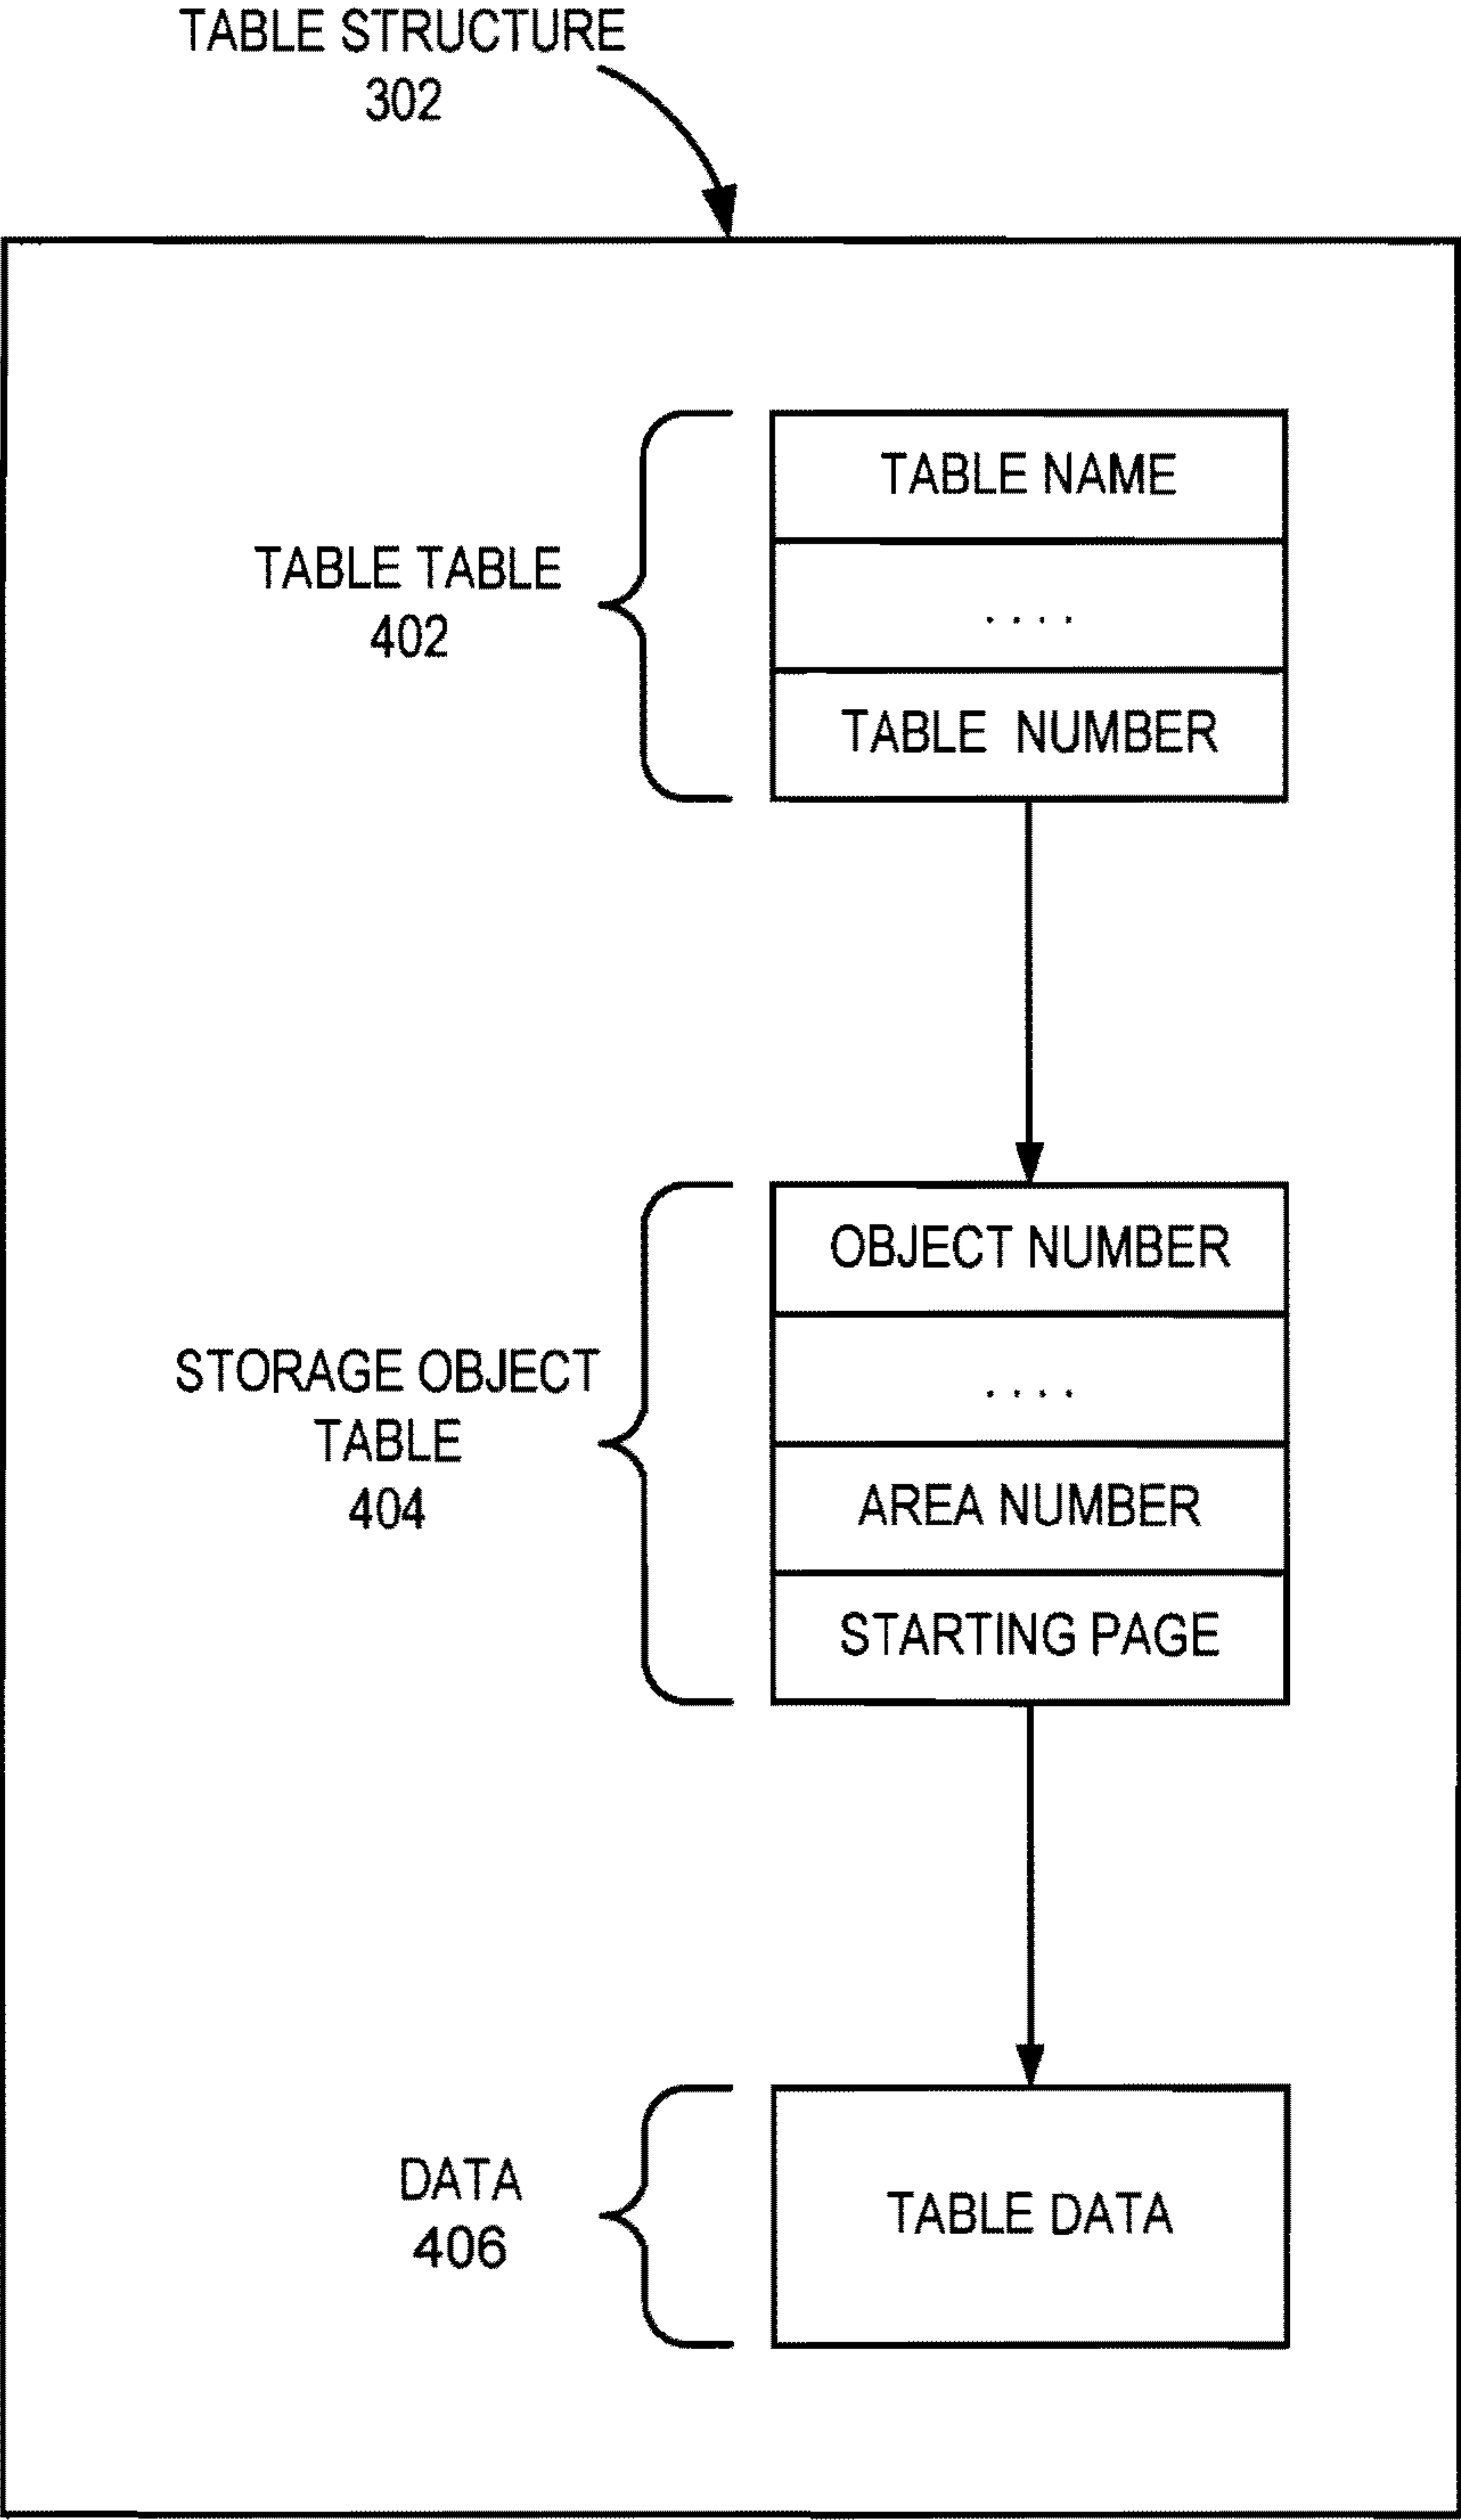 TABLE STRUCTURE
302
TABLE NAME
TABLE TABLE
402
....
TABLE NUMBER
OBJECT NUMBER
STORAGE OBJECT
TABLE
404
....
AREA NUMBER
STARTING PAGE
DATA
406
TABLE DATA